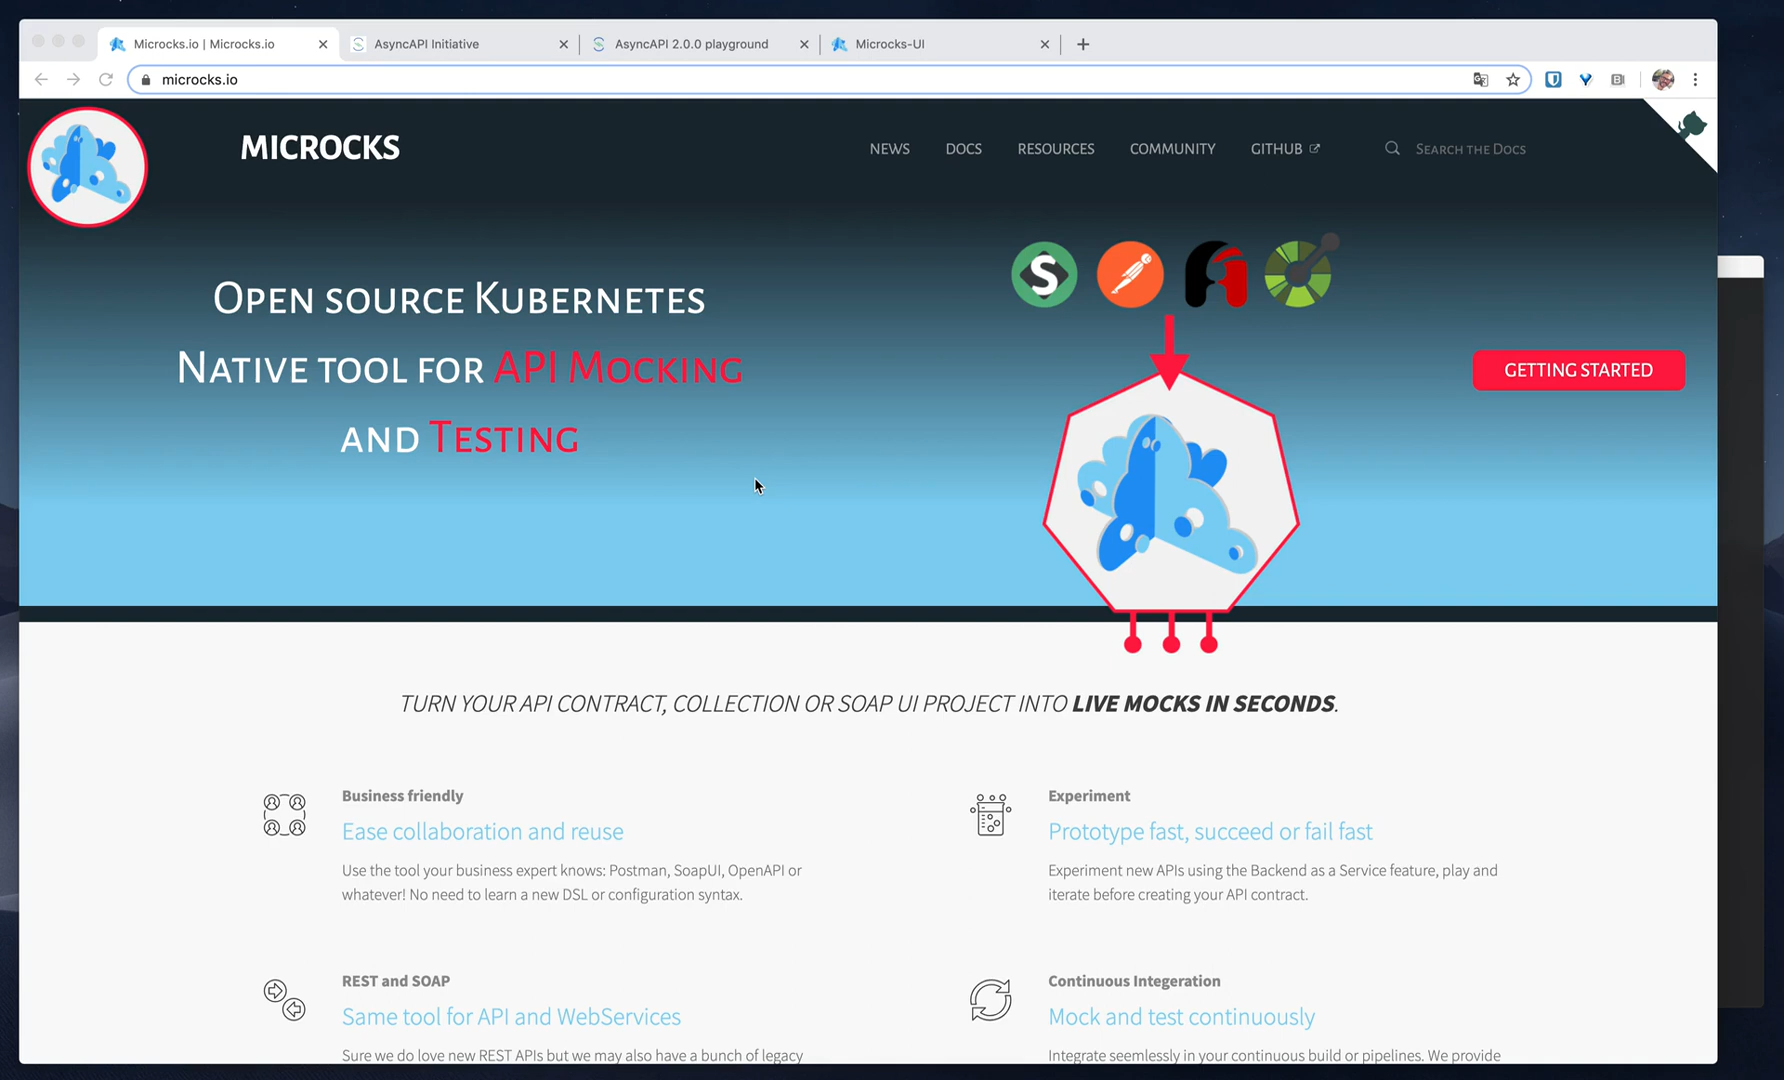 Microcks.io | Microcks.io
AsyncAPI Initiative
AsyncAPI 2.0.0 playground
Microcks-UI
microcks.io
MICROCKS
NEWS
DOCS
RESOURCES
COMMUNITY
GITHUB
SEARCH THE DOCS
OPEN SOURCE KUBERNETES
NATIVE TOOL FOR API MOCKING
AND TESTING
S
GETTING STARTED
TURN YOUR API CONTRACT, COLLECTION OR SOAP UI PROJECT INTO LIVE MOCKS IN SECONDS.
Business friendly
Ease collaboration and reuse
Use the tool your business expert knows: Postman, SoapUI, OpenAPI or
whatever! No need to learn a new DSL or configuration syntax.
Experiment
Prototype fast, succeed or fail fast
Experiment new APIs using the Backend as a Service feature, play and
iterate before creating your API contract.
REST and SOAP
Same tool for API and WebServices
Sure we do love new REST APIs but we may also have a bunch of legacy
Continuous Integeration
Mock and test continuously
Integrate seemlessly in your continuous build or pipelines. We provide